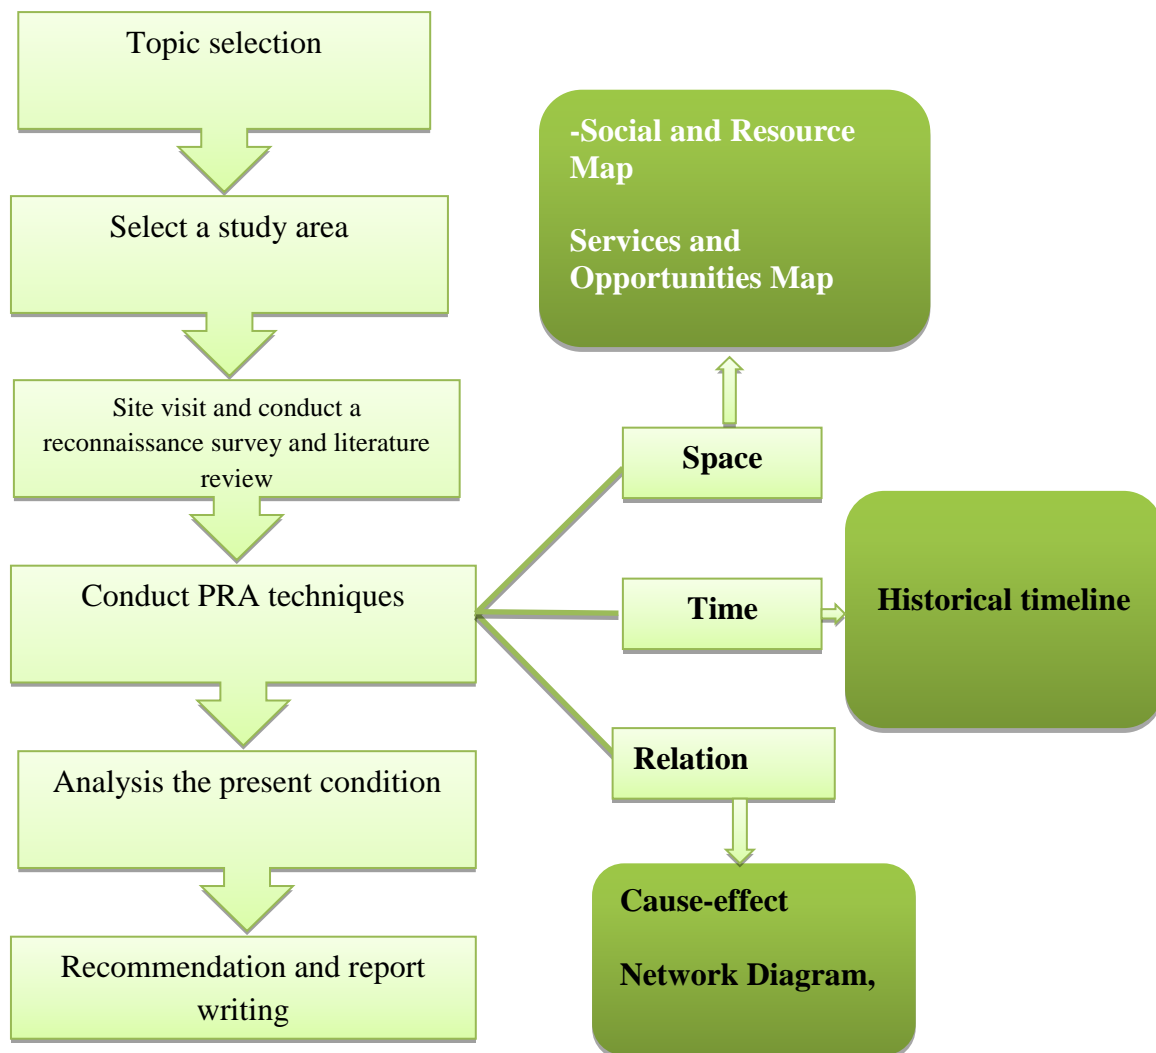 Topic selection
Select a study area
Site visit and conduct a
reconnaissance survey and literature
review
Conduct PRA techniques
Analysis the present condition
Recommendation and report
writing
-Social and Resource
Map
Services and
Opportunities Map
Space
Time
Historical timeline
Relation
Cause-effect
Network Diagram,